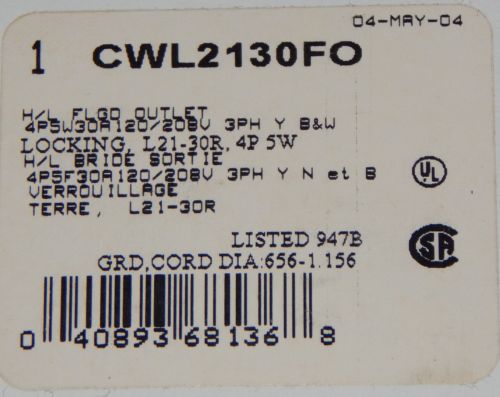 04-MAY-04
1 CWL2130FO
H/L FLGD OUTLET
4P5W30A120/208V 3PH Y B&W
LOCKING, L21-30R, 4P 5W
H/L BRIDE SORTIE
4P5F30A120/208V 3PH Y N et B
VERROUILLAGE
TERRE, L21-30R
UL
LISTED 947B
SA
GRD,CORD DIA:656-1.156
0 40893 68136 8